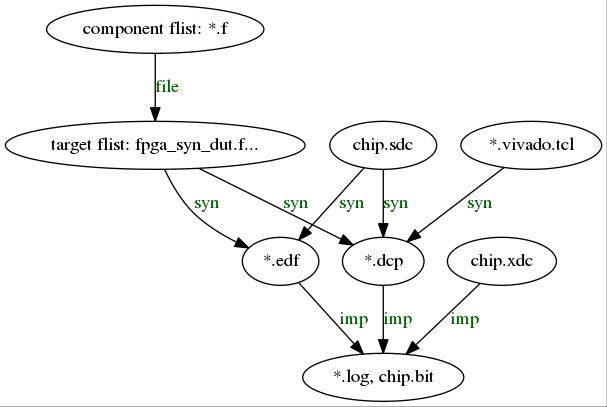 component flist: *.f
file
target flist: fpga_syn_dut.f...
chip.sdc
*.vivado.tcl
syn
syn
syn
syn
syn
*.edf
*.dcp
chip.xdc
imp
imp
imp
*.log, chip.bit